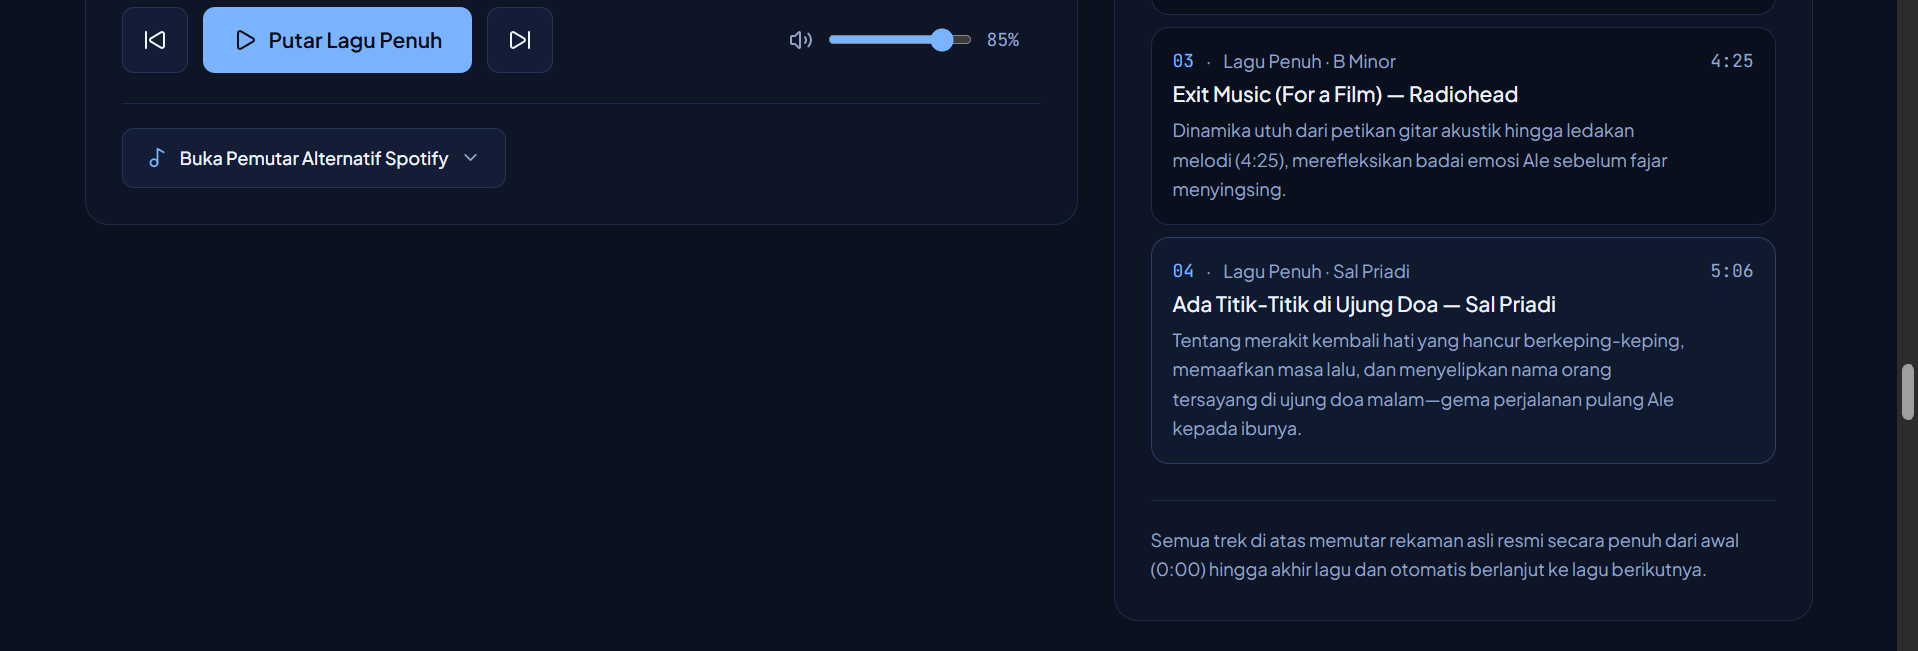 Putar Lagu Penuh
85%
Buka Pemutar Alternatif Spotify
03 · Lagu Penuh · B Minor 4:25
Exit Music (For a Film) — Radiohead
Dinamika utuh dari petikan gitar akustik hingga ledakan
melodi (4:25), merefleksikan badai emosi Ale sebelum fajar
menyingsing.
04 · Lagu Penuh · Sal Priadi 5:06
Ada Titik-Titik di Ujung Doa — Sal Priadi
Tentang merakit kembali hati yang hancur berkeping-keping,
memaafkan masa lalu, dan menyelipkan nama orang
tersayang di ujung doa malam—gema perjalanan pulang Ale
kepada ibunya.
Semua trek di atas memutar rekaman asli resmi secara penuh dari awal
(0:00) hingga akhir lagu dan otomatis berlanjut ke lagu berikutnya.